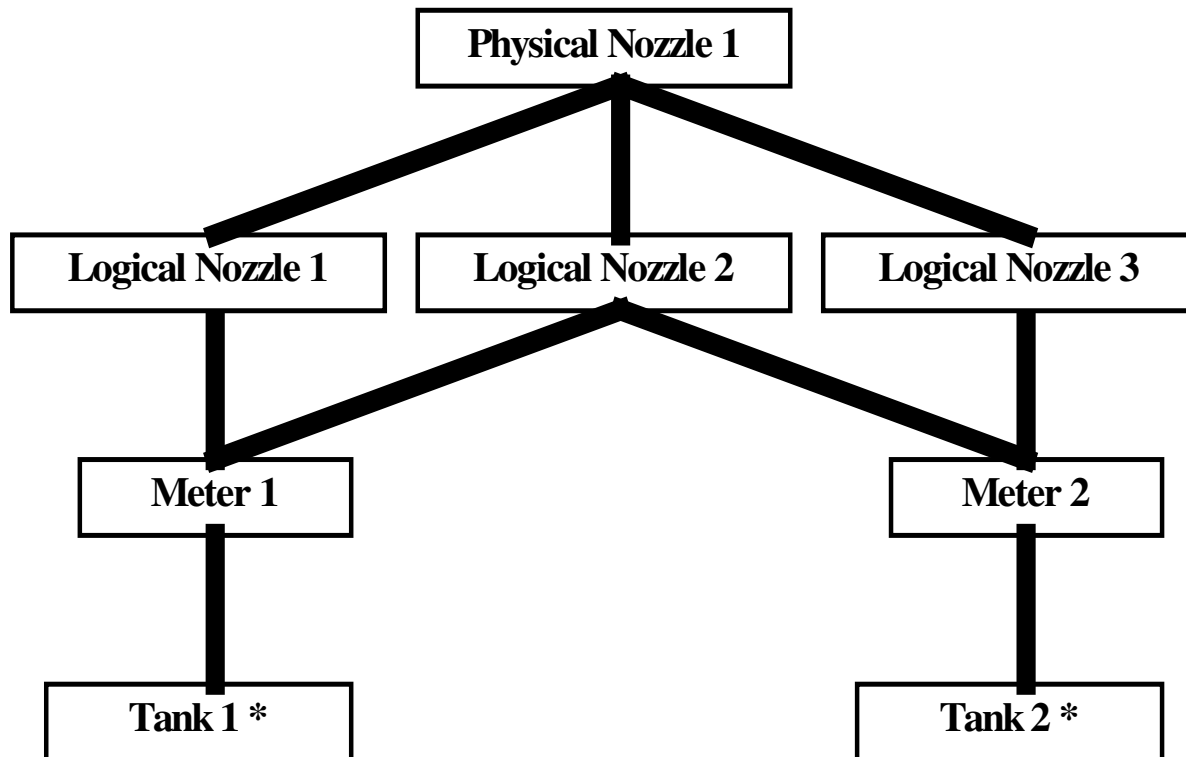 Physical Nozzle 1
Logical Nozzle 1
Logical Nozzle 2
Logical Nozzle 3
Meter 1
Meter 2
Tank 1 *
Tank 2 *